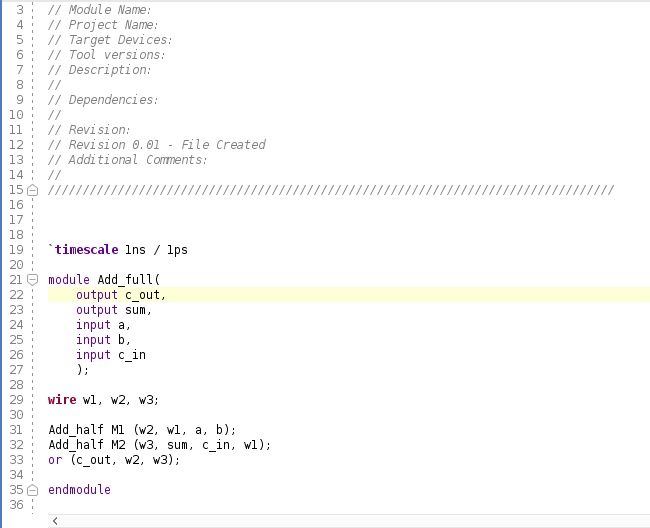 3 // Module Name:
4 // Project Name:
5 // Target Devices:
6 // Tool versions:
7 // Description:
8 //
9 // Dependencies:
10 //
11 // Revision:
12 // Revision 0.01 - File Created
13 // Additional Comments:
14 //
15 //////////////////////////////////////////////////////////////////////////////////
16
17
18
19 `timescale 1ns / 1ps
20
21 module Add_full(
22 output c_out,
23 output sum,
24 input a,
25 input b,
26 input c_in
27 );
28
29 wire w1, w2, w3;
30
31 Add_half M1 (w2, w1, a, b);
32 Add_half M2 (w3, sum, c_in, w1);
33 or (c_out, w2, w3);
34
35 endmodule
36